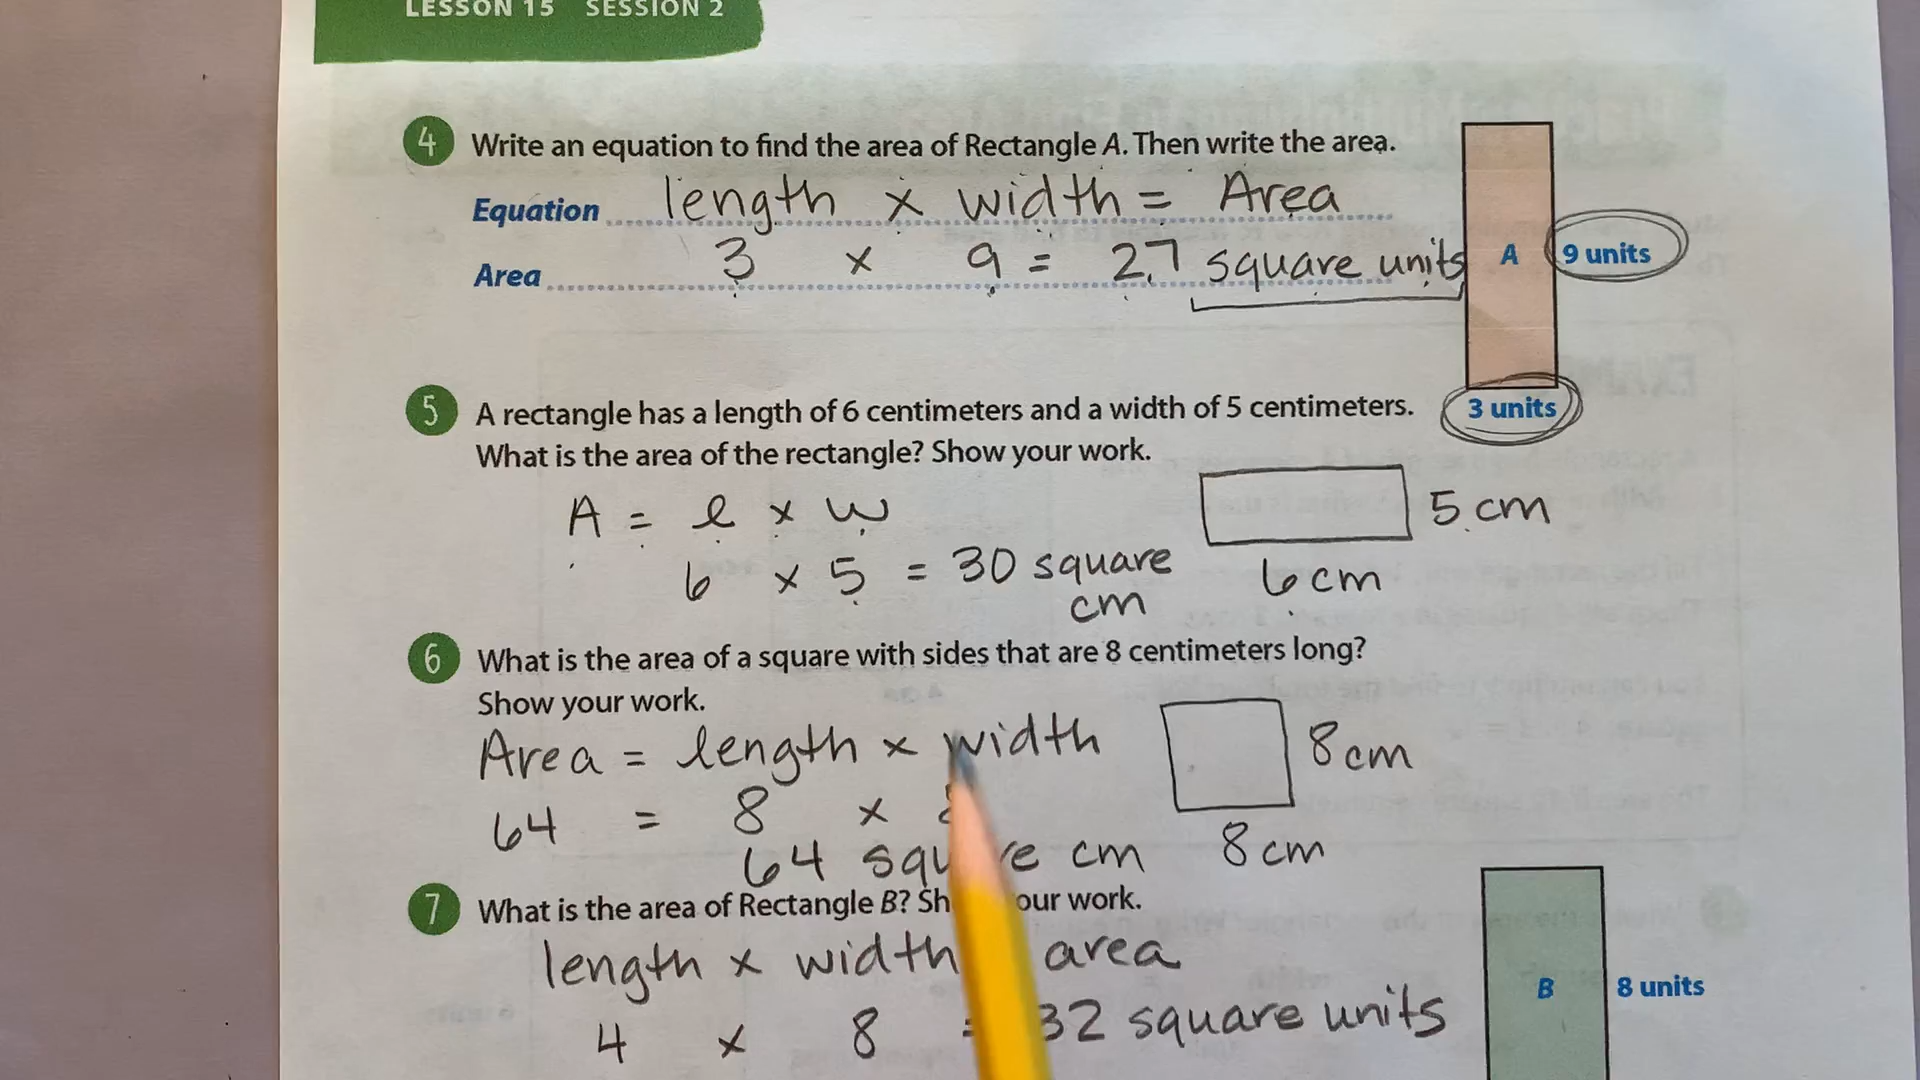 LESSON 15 SESSION 2
4 Write an equation to find the area of Rectangle A. Then write the area.
Equation length x width = Area
Area 3 x 9 = 27 square units
A 9 units
3 units
5 A rectangle has a length of 6 centimeters and a width of 5 centimeters.
What is the area of the rectangle? Show your work.
A = l x w
5 cm
6 x 5 = 30 square
cm
6 cm
6 What is the area of a square with sides that are 8 centimeters long?
Show your work.
Area = length x width
8 cm
64 = 8 x
64 square cm
8 cm
7 What is the area of Rectangle B? Show your work.
length x width area
B 8 units
4 x 8 = 32 square units